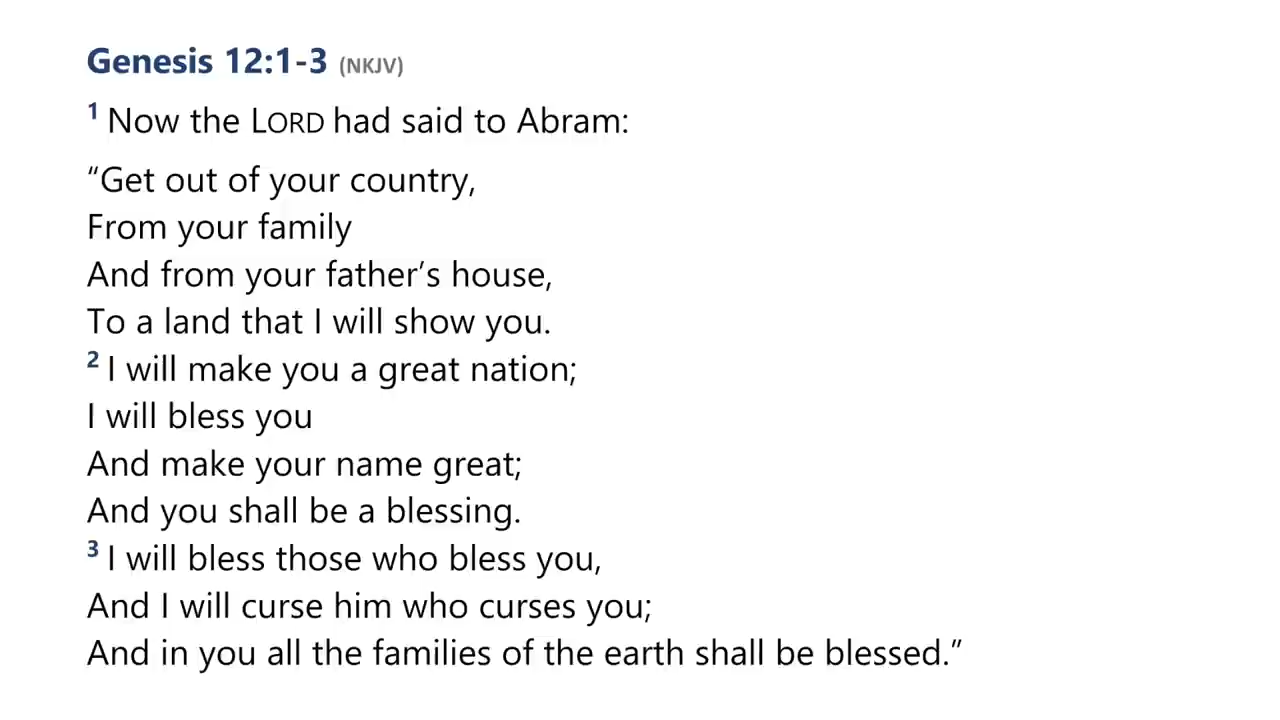 Genesis 12:1-3 (NKJV)
1 Now the LORD had said to Abram:
“Get out of your country,
From your family
And from your father’s house,
To a land that I will show you.
2 I will make you a great nation;
I will bless you
And make your name great;
And you shall be a blessing.
3 I will bless those who bless you,
And I will curse him who curses you;
And in you all the families of the earth shall be blessed.”